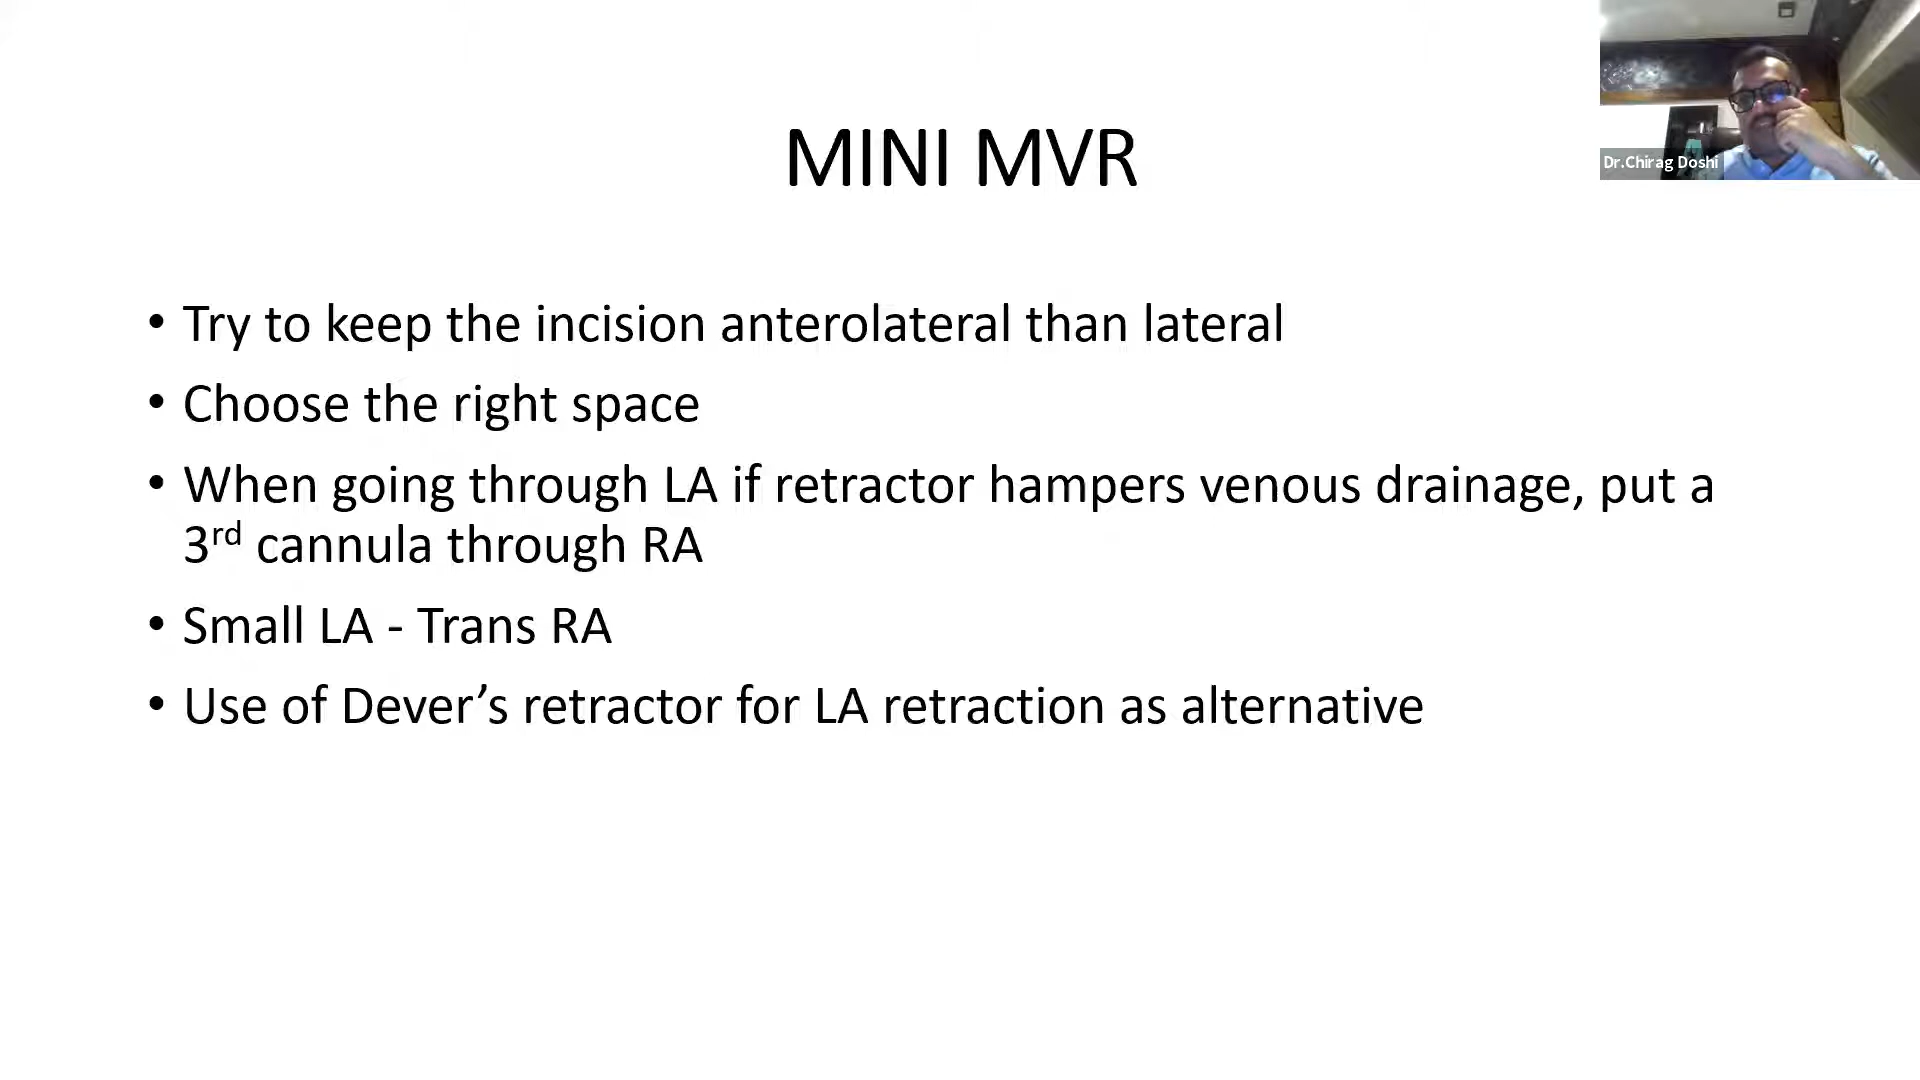 Dr.Chirag Doshi
MINI MVR
• Try to keep the incision anterolateral than lateral
• Choose the right space
• When going through LA if retractor hampers venous drainage, put a
3rd cannula through RA
• Small LA - Trans RA
• Use of Dever’s retractor for LA retraction as alternative